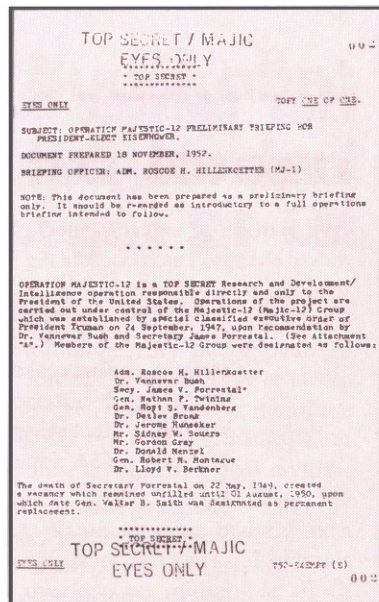 TOP SECRET / MAJIC
EYES ONLY
002
* TOP SECRET *
EYES ONLY
COPY ONE OF ONE.
SUBJECT: OPERATION MAJESTIC-12 PRELIMINARY BRIEFING FOR
PRESIDENT-ELECT EISENHOWER.
DOCUMENT PREPARED 18 NOVEMBER, 1952.
BRIEFING OFFICER: ADM. ROSCOE H. HILLENKOETTER (MJ-1)
NOTE: This document has been prepared as a preliminary briefing
only. It should be regarded as introductory to a full operations
briefing intended to follow.
* * * * * *
OPERATION MAJESTIC-12 is a TOP SECRET Research and Development/
Intelligence operation responsible directly and only to the
President of the United States. Operations of the project are
carried out under control of the Majestic-12 (Majic-12) Group
which was established by special classified executive order of
President Truman on 24 September, 1947, upon recommendation by
Dr. Vannevar Bush and Secretary James Forrestal. (See Attachment
"A".) Members of the Majestic-12 Group were designated as follows:
Adm. Roscoe H. Hillenkoetter
Dr. Vannevar Bush
Secy. James V. Forrestal*
Gen. Nathan F. Twining
Gen. Hoyt S. Vandenberg
Dr. Detlev Bronk
Dr. Jerome Hunsaker
Mr. Sidney W. Souers
Mr. Gordon Gray
Dr. Donald Menzel
Gen. Robert M. Montague
Dr. Lloyd V. Berkner
The death of Secretary Forrestal on 22 May, 1949, created
a vacancy which remained unfilled until 01 August, 1950, upon
which date Gen. Walter B. Smith was designated as permanent
replacement.
* TOP SECRET *
TOP SECRET / MAJIC
EYES ONLY
EYES ONLY
T52-EXEMPT (E)
002